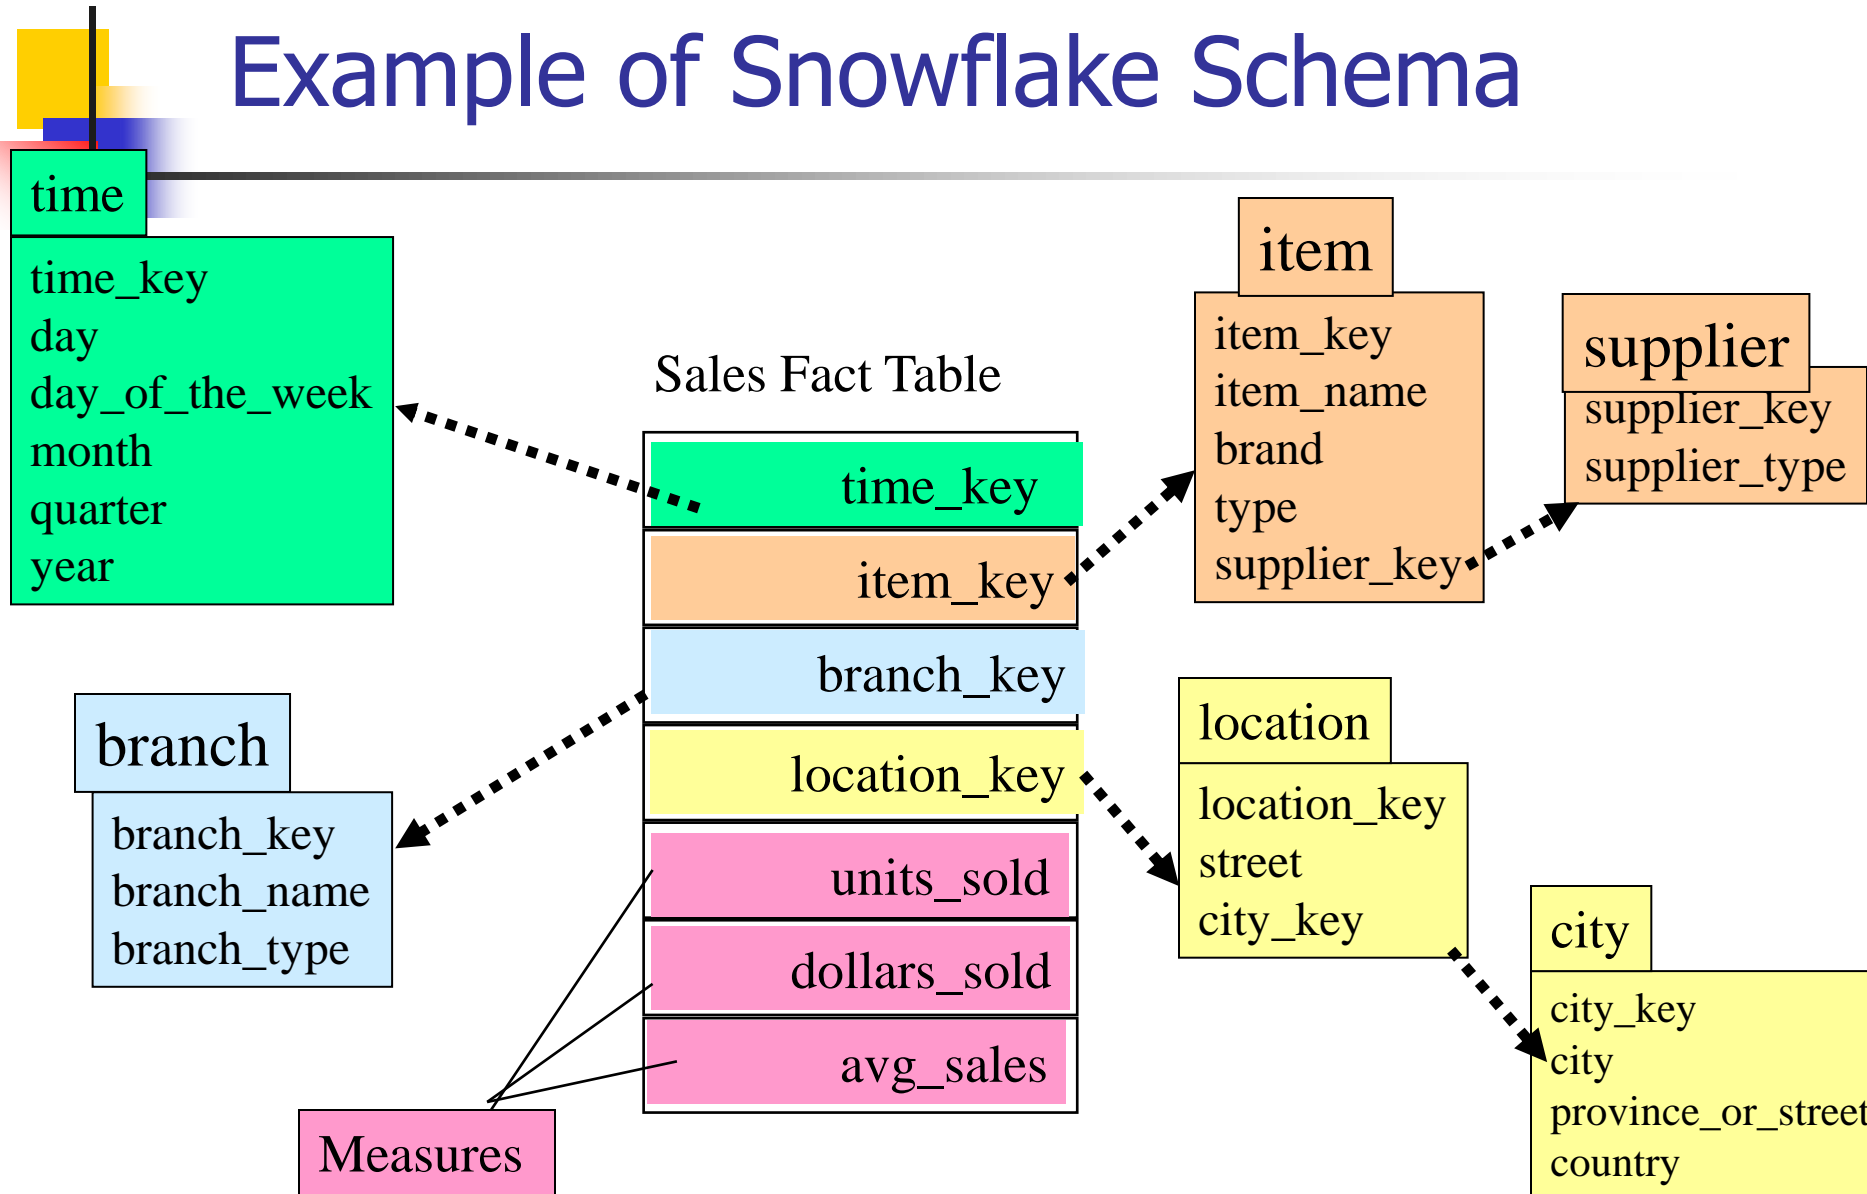 Example of Snowflake Schema
time
time_key
day
day_of_the_week
month
quarter
year
Sales Fact Table
time_key
item_key
branch_key
location_key
units_sold
dollars_sold
avg_sales
item
item_key
item_name
brand
type
supplier_key
supplier
supplier_key
supplier_type
branch
branch_key
branch_name
branch_type
location
location_key
street
city_key
city
city_key
city
province_or_street
country
Measures